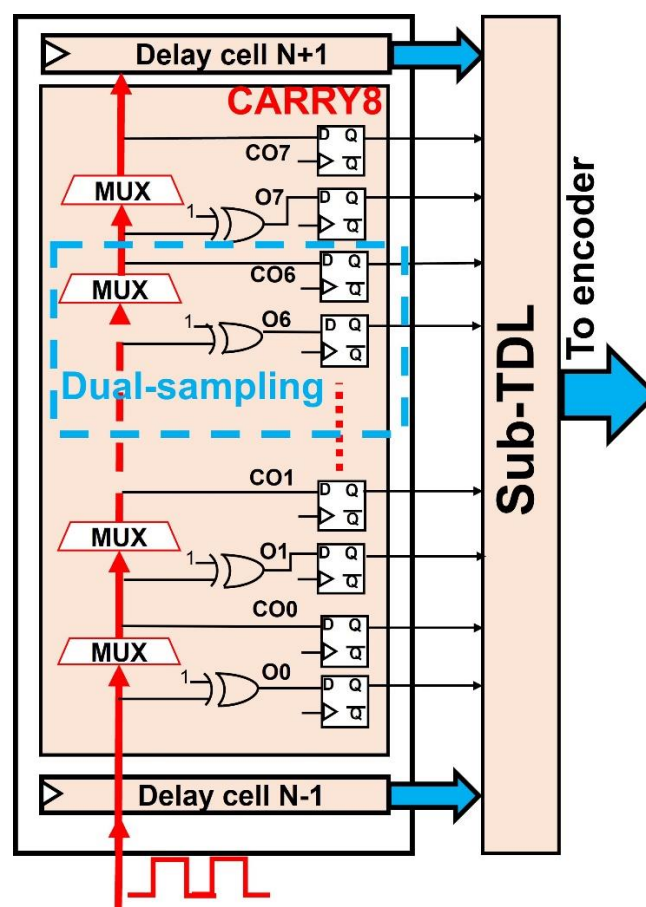 Delay cell N+1
CARRY8
D Q
CO7
Q
MUX
1
O7
D Q
Q
MUX
CO6
D Q
Q
1
O6
D Q
Q
Dual-sampling
CO1
D Q
Q
MUX
1
O1
D Q
Q
CO0
D Q
Q
MUX
1
O0
D Q
Q
Delay cell N-1
Sub-TDL
To encoder